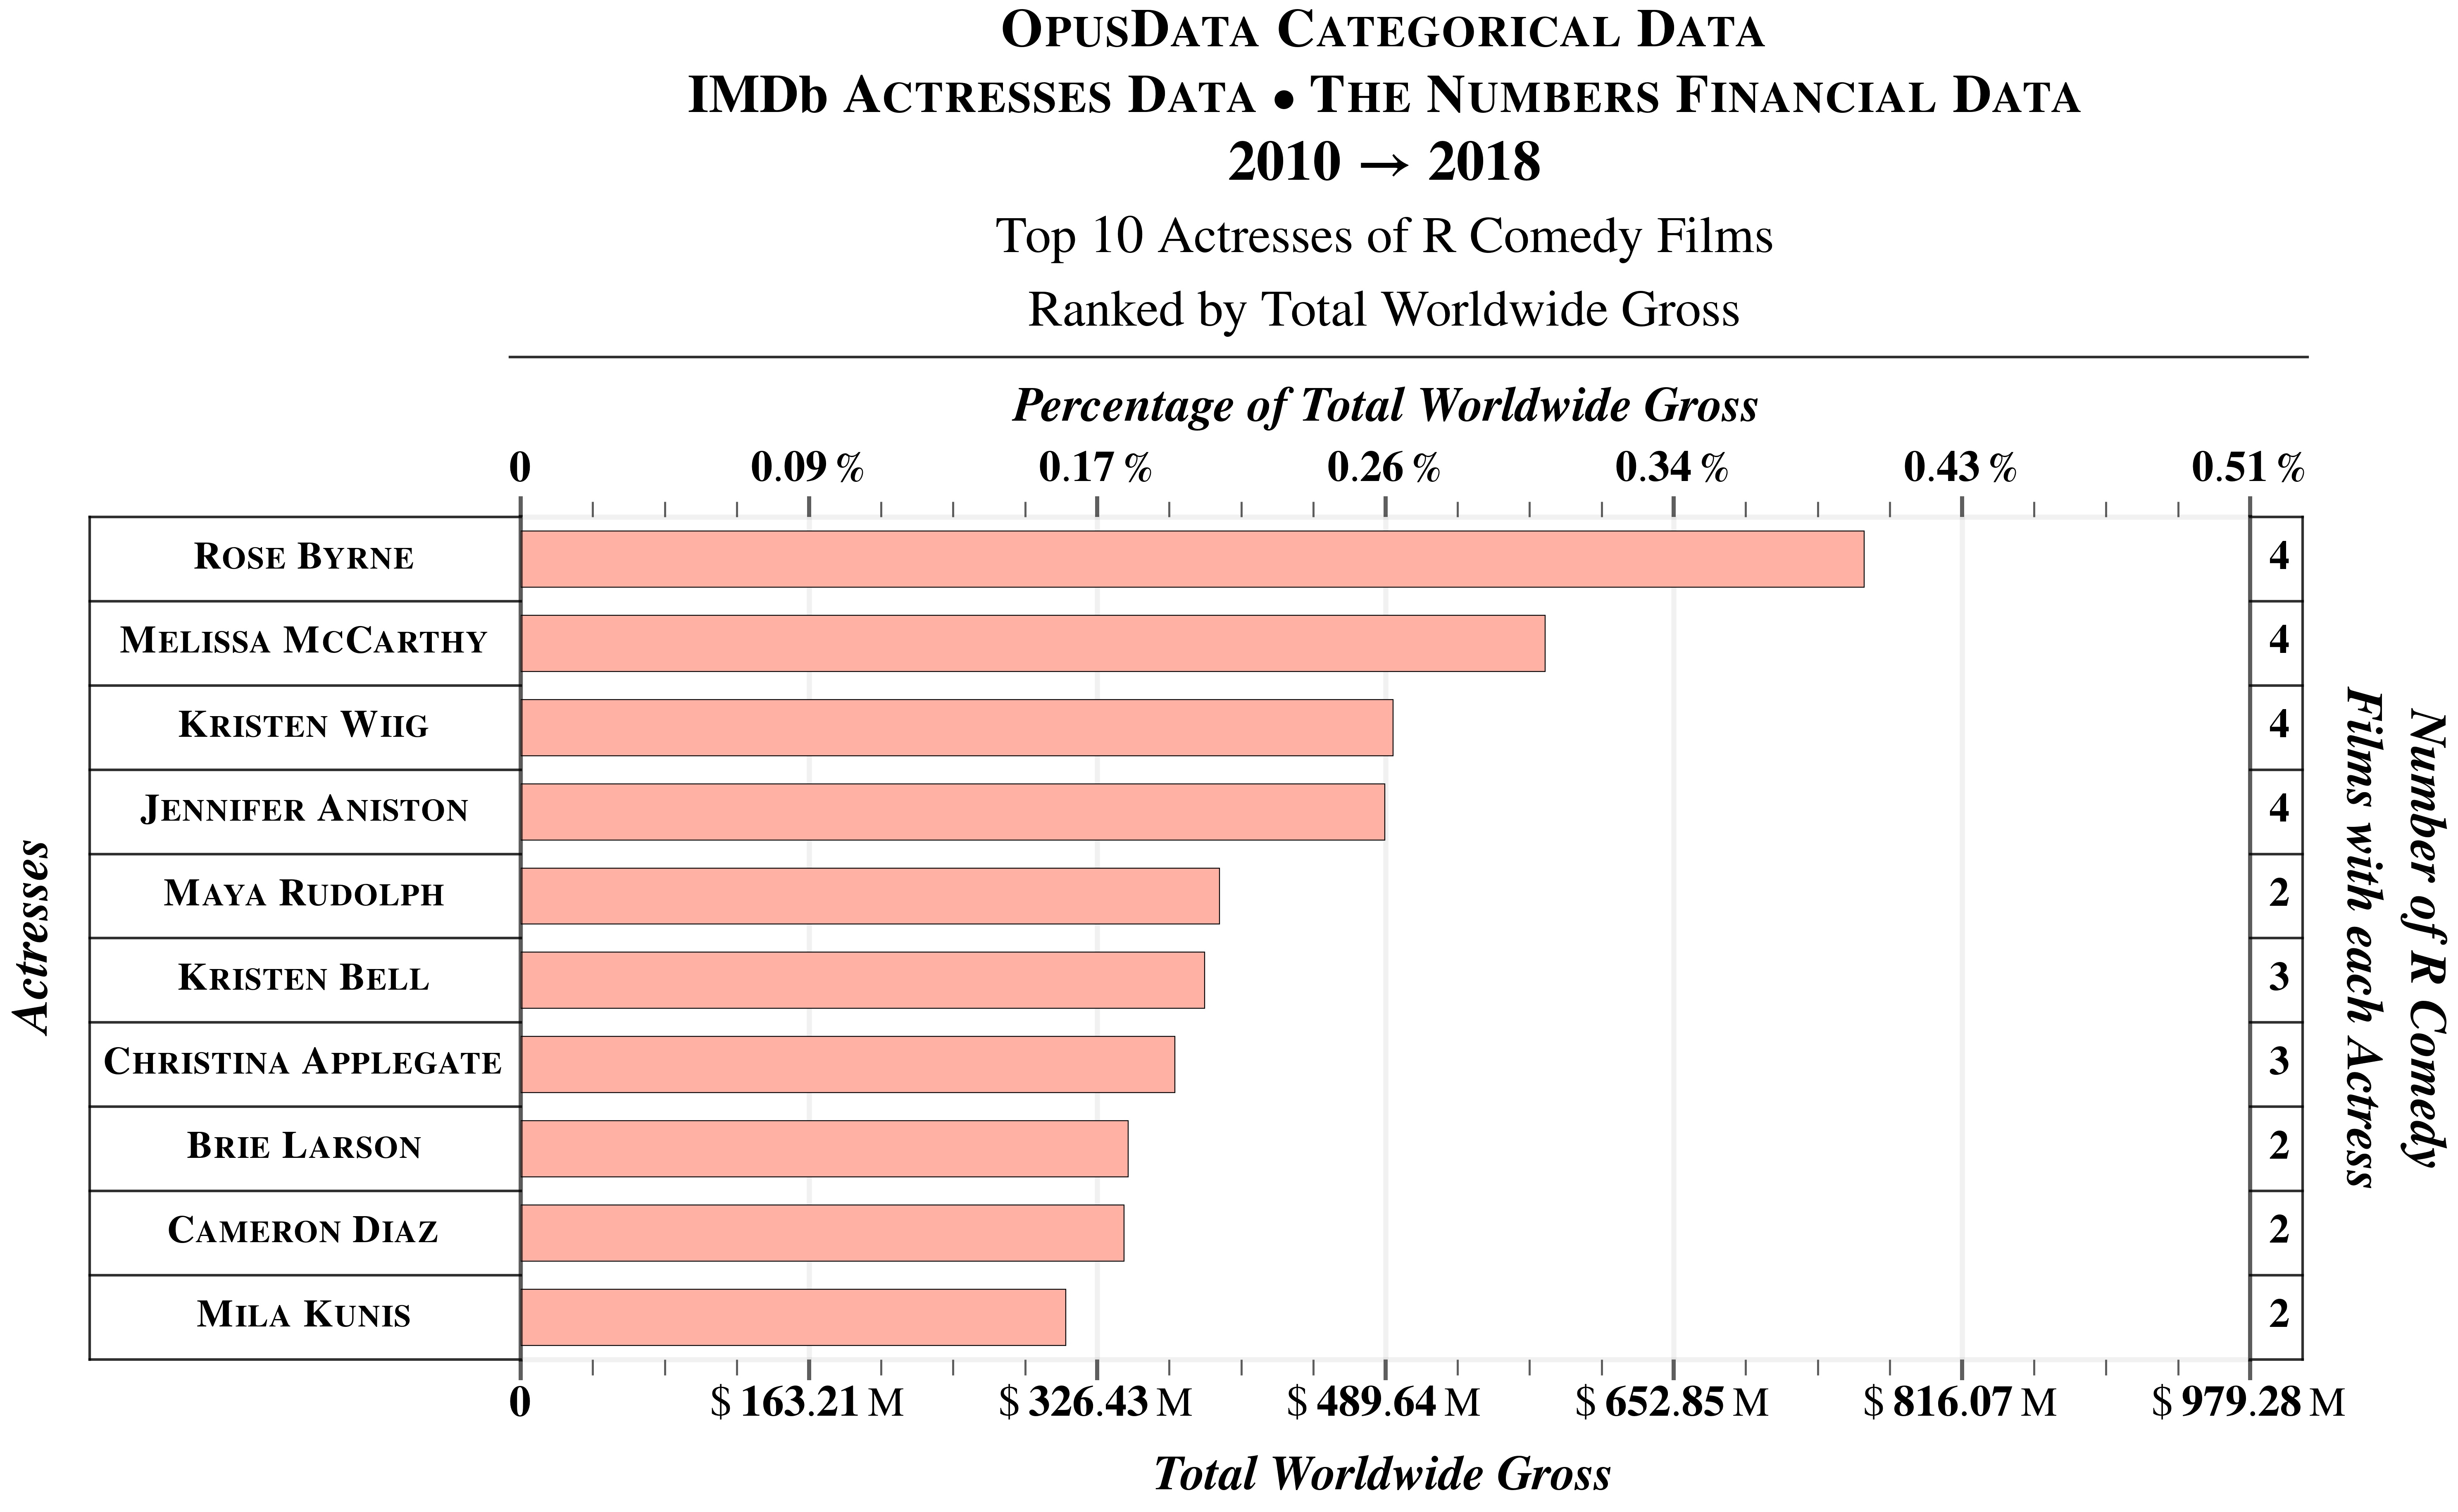 OpusData Categorical Data
IMDb Actresses Data • The Numbers Financial Data
2010 → 2018
Top 10 Actresses of R Comedy Films
Ranked by Total Worldwide Gross
Percentage of Total Worldwide Gross
0 0.09 % 0.17 % 0.26 % 0.34 % 0.43 % 0.51 %
Actresses
Rose Byrne 4
Melissa McCarthy 4
Kristen Wiig 4
Jennifer Aniston 4
Maya Rudolph 2
Kristen Bell 3
Christina Applegate 3
Brie Larson 2
Cameron Diaz 2
Mila Kunis 2
Number of R Comedy
Films with each Actress
0 $ 163.21 M $ 326.43 M $ 489.64 M $ 652.85 M $ 816.07 M $ 979.28 M
Total Worldwide Gross